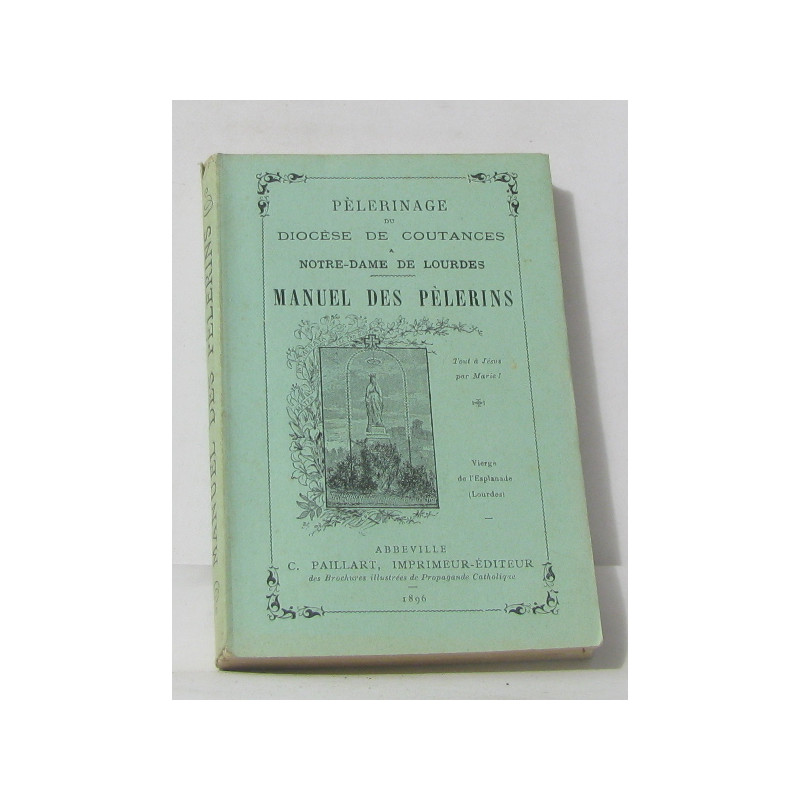 PÈLERINAGE
DU
DIOCÈSE DE COUTANCES
A
NOTRE-DAME DE LOURDES
MANUEL DES PÈLERINS
Tout à Jésus
par Marie !
Vierge
de l'Esplanade
(Lourdes)
ABBEVILLE
C. PAILLART, IMPRIMEUR-ÉDITEUR
des Brochures illustrées de Propagande Catholique
1896
MANUEL DES PÈLERINS